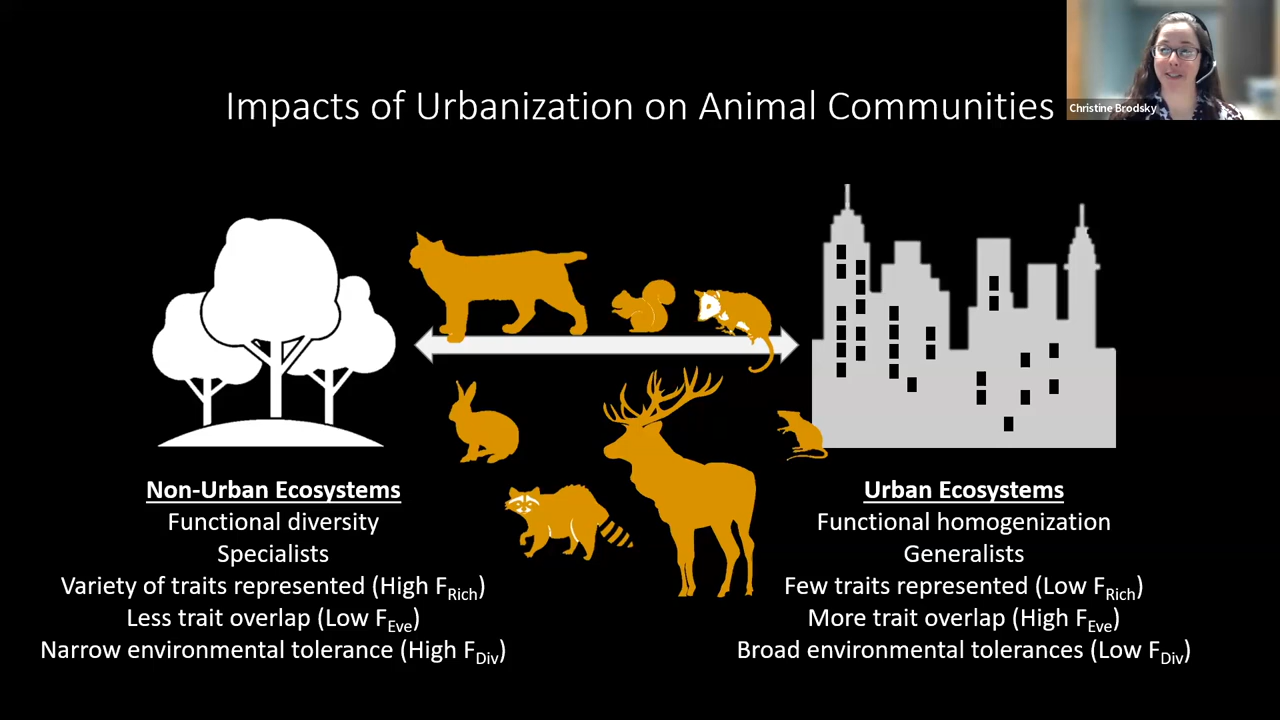 Impacts of Urbanization on Animal Communities
Christine Brodsky
Non-Urban Ecosystems
Functional diversity
Specialists
Variety of traits represented (High FRich)
Less trait overlap (Low FEve)
Narrow environmental tolerance (High FDiv)
Urban Ecosystems
Functional homogenization
Generalists
Few traits represented (Low FRich)
More trait overlap (High FEve)
Broad environmental tolerances (Low FDiv)